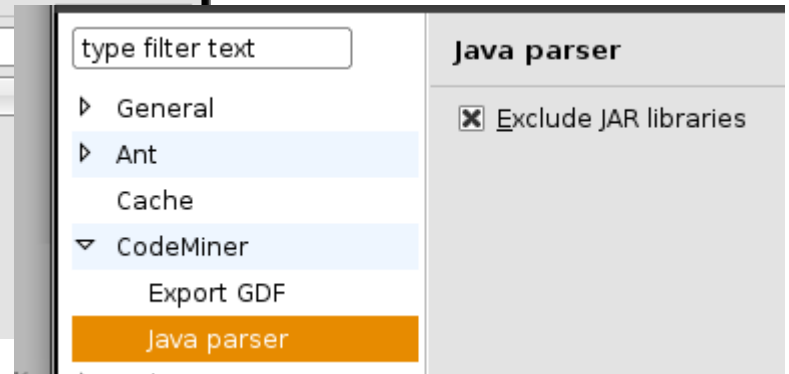 type filter text
General
Ant
Cache
CodeMiner
Export GDF
Java parser
Java parser
Exclude JAR libraries